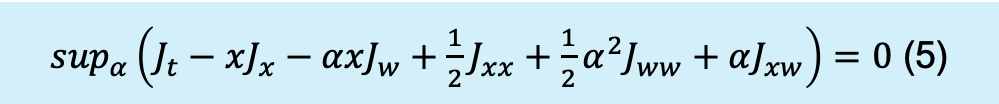 sup_α (J_t − xJ_x − αxJ_w + ½J_xx + ½α²J_ww + αJ_xw) = 0 (5)